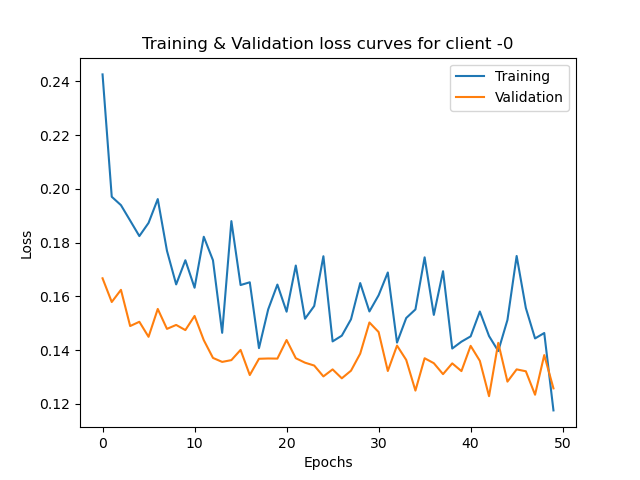 Training & Validation loss curves for client -0
Training
Validation
0.24
0.22
0.20
0.18
0.16
0.14
0.12
Loss
0 10 20 30 40 50
Epochs